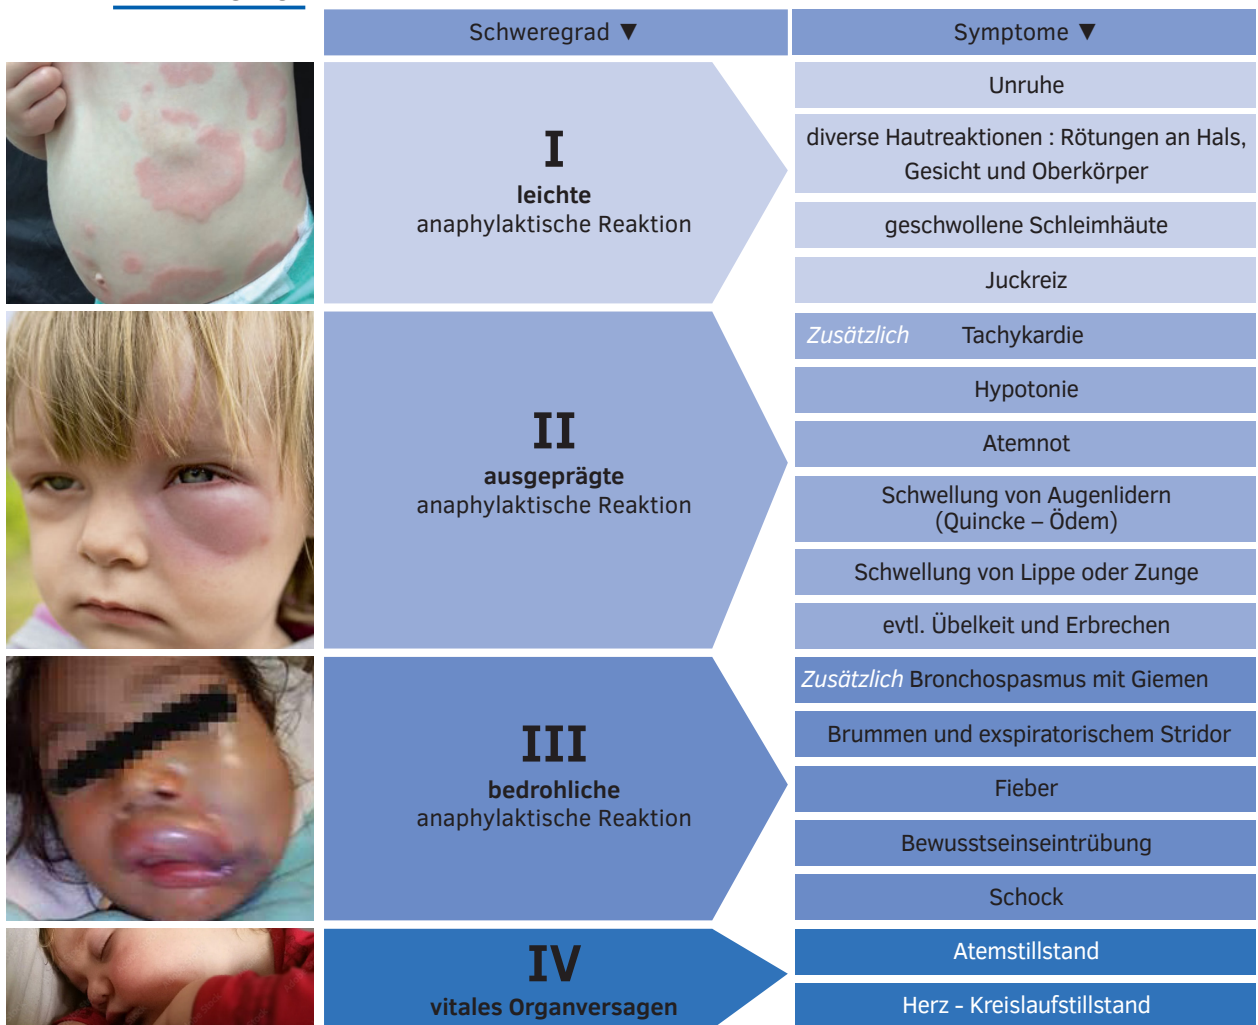 Schweregrad ▼
Symptome ▼
I
leichte
anaphylaktische Reaktion
Unruhe
diverse Hautreaktionen : Rötungen an Hals,
Gesicht und Oberkörper
geschwollene Schleimhäute
Juckreiz
II
ausgeprägte
anaphylaktische Reaktion
Zusätzlich Tachykardie
Hypotonie
Atemnot
Schwellung von Augenlidern
(Quincke – Ödem)
Schwellung von Lippe oder Zunge
evtl. Übelkeit und Erbrechen
III
bedrohliche
anaphylaktische Reaktion
Zusätzlich Bronchospasmus mit Giemen
Brummen und exspiratorischem Stridor
Fieber
Bewusstseinseintrübung
Schock
IV
vitales Organversagen
Atemstillstand
Herz - Kreislaufstillstand